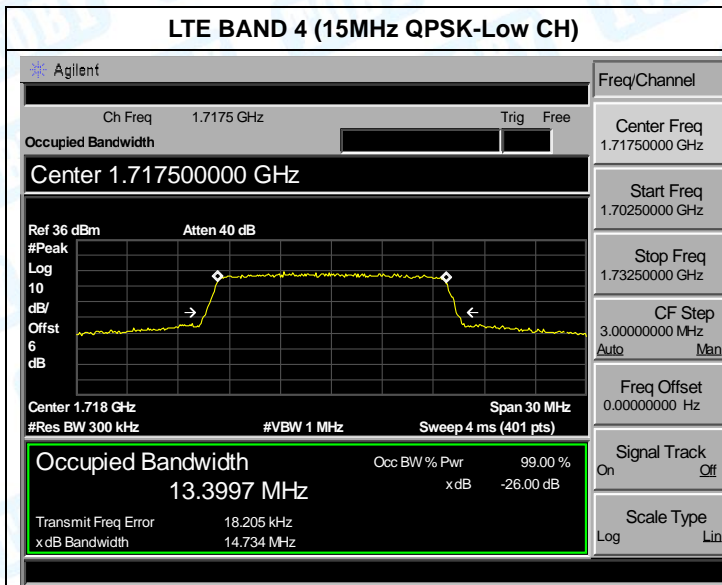 LTE BAND 4 (15MHz QPSK-Low CH)
Agilent
Freq/Channel
Ch Freq 1.7175 GHz Trig Free
Occupied Bandwidth
Center 1.717500000 GHz
Ref 36 dBm Atten 40 dB
#Peak
Log
10
dB/
Offst
6
dB
Center 1.718 GHz Span 30 MHz
#Res BW 300 kHz #VBW 1 MHz Sweep 4 ms (401 pts)
Occupied Bandwidth Occ BW % Pwr 99.00 %
13.3997 MHz x dB -26.00 dB
Transmit Freq Error 18.205 kHz
x dB Bandwidth 14.734 MHz
Center Freq
1.71750000 GHz
Start Freq
1.70250000 GHz
Stop Freq
1.73250000 GHz
CF Step
3.00000000 MHz
Auto Man
Freq Offset
0.00000000 Hz
Signal Track
On Off
Scale Type
Log Lin